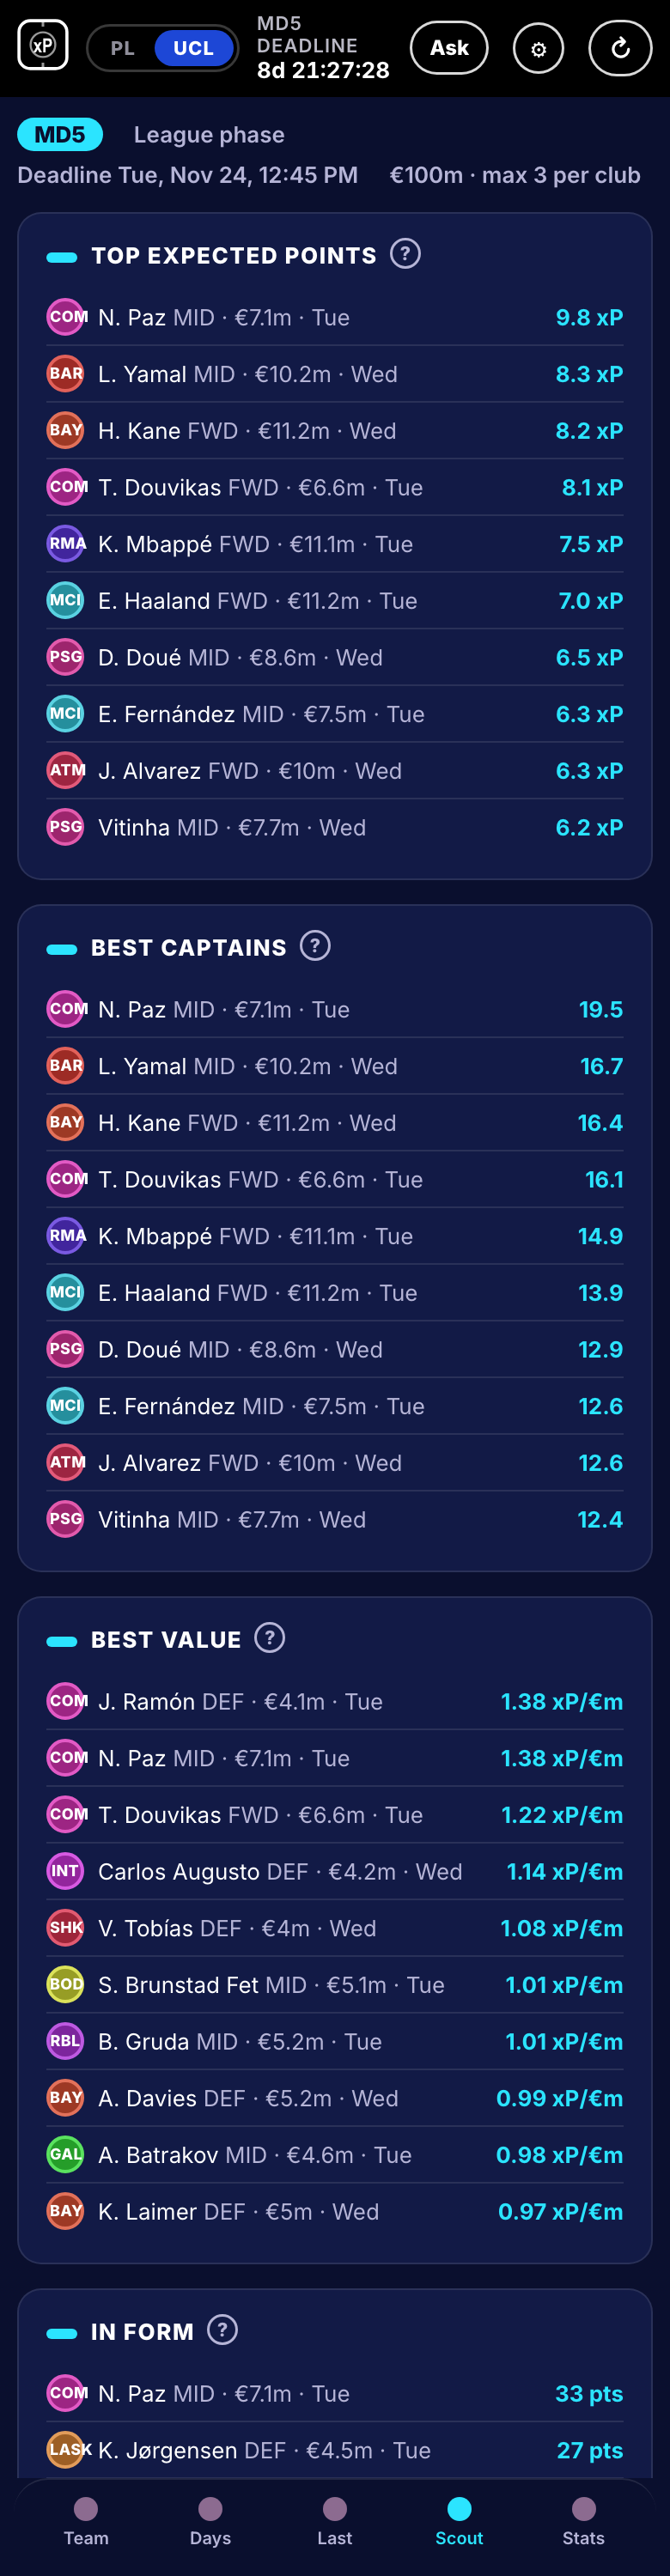 xP PL UCL MD5 DEADLINE 8d 21:27:28 Ask
MD5 League phase
Deadline Tue, Nov 24, 12:45 PM €100m · max 3 per club
TOP EXPECTED POINTS ?
COM N. Paz MID · €7.1m · Tue 9.8 xP
BAR L. Yamal MID · €10.2m · Wed 8.3 xP
BAY H. Kane FWD · €11.2m · Wed 8.2 xP
COM T. Douvikas FWD · €6.6m · Tue 8.1 xP
RMA K. Mbappé FWD · €11.1m · Tue 7.5 xP
MCI E. Haaland FWD · €11.2m · Tue 7.0 xP
PSG D. Doué MID · €8.6m · Wed 6.5 xP
MCI E. Fernández MID · €7.5m · Tue 6.3 xP
ATM J. Alvarez FWD · €10m · Wed 6.3 xP
PSG Vitinha MID · €7.7m · Wed 6.2 xP
BEST CAPTAINS ?
COM N. Paz MID · €7.1m · Tue 19.5
BAR L. Yamal MID · €10.2m · Wed 16.7
BAY H. Kane FWD · €11.2m · Wed 16.4
COM T. Douvikas FWD · €6.6m · Tue 16.1
RMA K. Mbappé FWD · €11.1m · Tue 14.9
MCI E. Haaland FWD · €11.2m · Tue 13.9
PSG D. Doué MID · €8.6m · Wed 12.9
MCI E. Fernández MID · €7.5m · Tue 12.6
ATM J. Alvarez FWD · €10m · Wed 12.6
PSG Vitinha MID · €7.7m · Wed 12.4
BEST VALUE ?
COM J. Ramón DEF · €4.1m · Tue 1.38 xP/€m
COM N. Paz MID · €7.1m · Tue 1.38 xP/€m
COM T. Douvikas FWD · €6.6m · Tue 1.22 xP/€m
INT Carlos Augusto DEF · €4.2m · Wed 1.14 xP/€m
SHK V. Tobías DEF · €4m · Wed 1.08 xP/€m
BOD S. Brunstad Fet MID · €5.1m · Tue 1.01 xP/€m
RBL B. Gruda MID · €5.2m · Tue 1.01 xP/€m
BAY A. Davies DEF · €5.2m · Wed 0.99 xP/€m
GAL A. Batrakov MID · €4.6m · Tue 0.98 xP/€m
BAY K. Laimer DEF · €5m · Wed 0.97 xP/€m
IN FORM ?
COM N. Paz MID · €7.1m · Tue 33 pts
LASK K. Jørgensen DEF · €4.5m · Tue 27 pts
Team Days Last Scout Stats